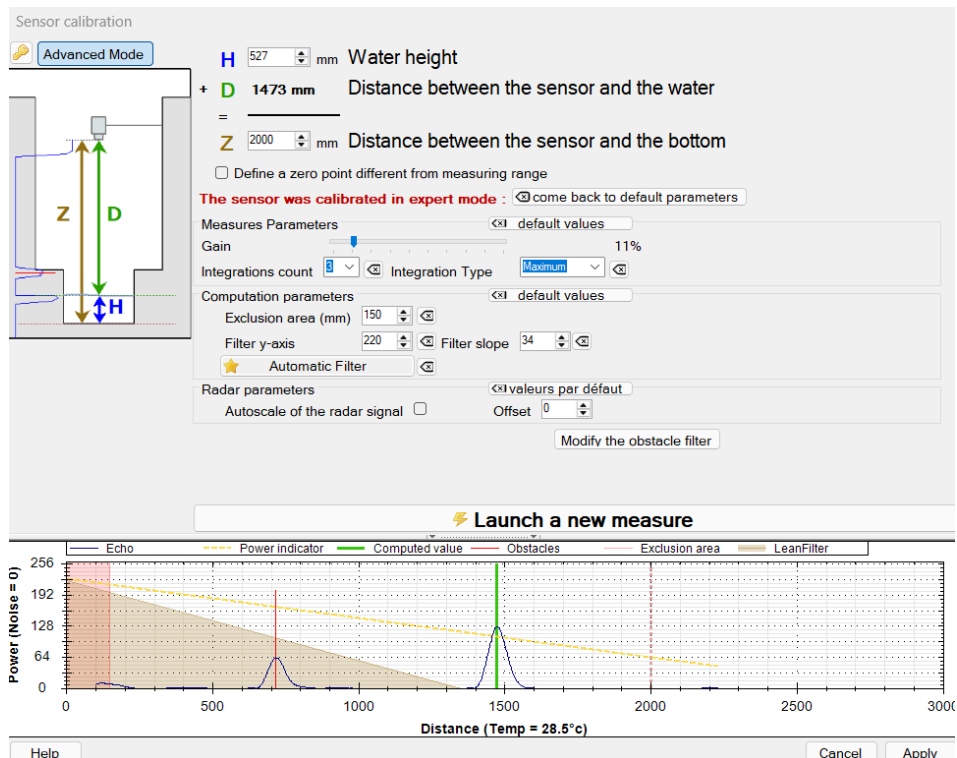 Sensor calibration
Advanced Mode
H 527 mm Water height
+ D 1473 mm Distance between the sensor and the water
=
Z 2000 mm Distance between the sensor and the bottom
Define a zero point different from measuring range
The sensor was calibrated in expert mode : come back to default parameters
Z D H
Measures Parameters default values
Gain 11%
Integrations count 3 Integration Type Maximum
Computation parameters default values
Exclusion area (mm) 150
Filter y-axis 220 Filter slope 34
Automatic Filter
Radar parameters valeurs par défaut
Autoscale of the radar signal Offset 0
Modify the obstacle filter
Launch a new measure
Echo Power indicator Computed value Obstacles Exclusion area LeanFilter
Power (Noise = 0)
256
192
128
64
0
0 500 1000 1500 2000 2500 3000
Distance (Temp = 28.5°c)
Help Cancel Apply